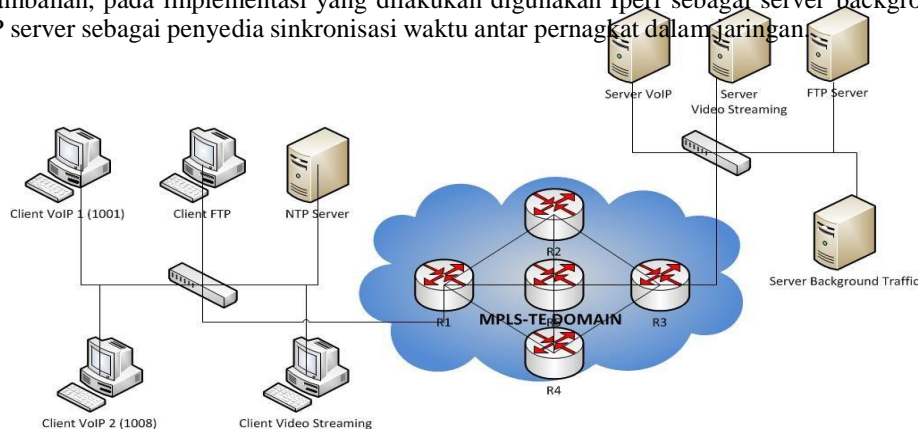 mbahan, pada implementasi yang dilakukan digunakan Iperf sebagai server backgro
P server sebagai penyedia sinkronisasi waktu antar pernagkat dalam jaringan.
Server VoIP
Server
Video Streaming
FTP Server
Client VoIP 1 (1001)
Client FTP
NTP Server
R2
Server Background Traffic
R1
MPLS-TE DOMAIN
R3
R4
Client VoIP 2 (1008)
Client Video Streaming